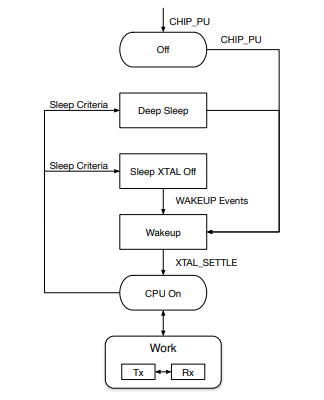 CHIP_PU
Off
CHIP_PU
Sleep Criteria
Deep Sleep
Sleep Criteria
Sleep XTAL Off
WAKEUP Events
Wakeup
XTAL_SETTLE
CPU On
Work
Tx
Rx